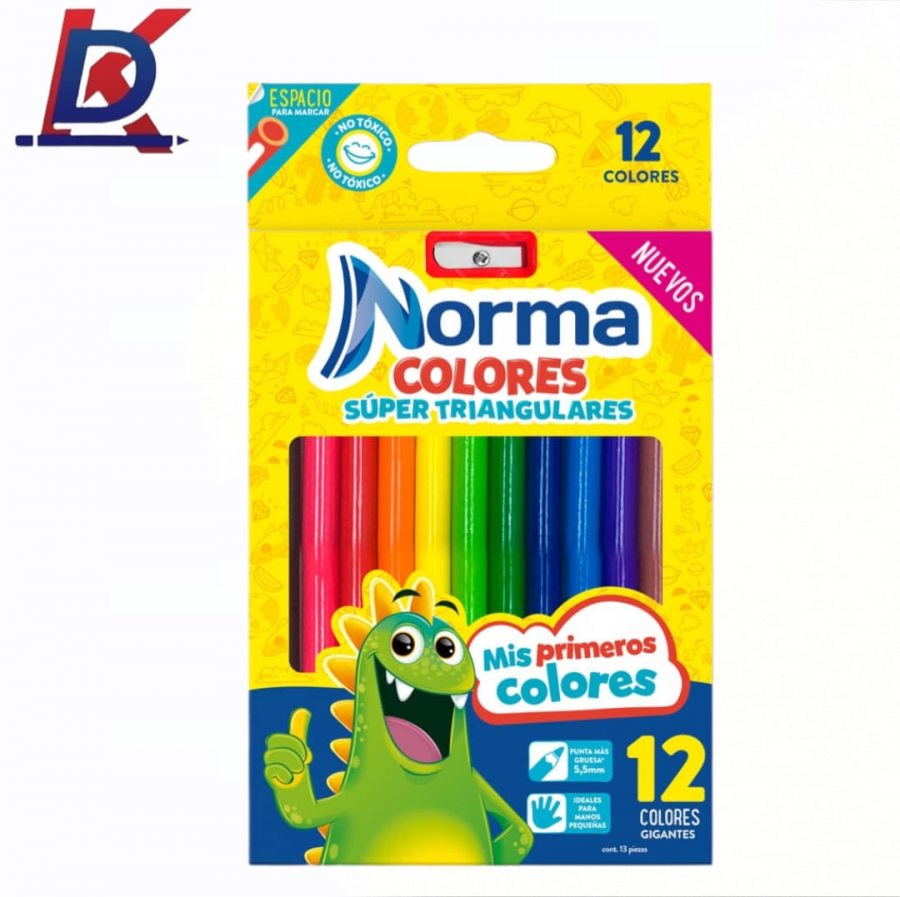 DK
ESPACIO
PARA MARCAR
NO TÓXICO
NO TÓXICO
12
COLORES
NUEVOS
Norma
COLORES
SÚPER TRIANGULARES
Mis primeros
colores
PUNTA MÁS
GRUESA*
5,5mm
IDEALES
PARA
MANOS
PEQUEÑAS
12
COLORES
GIGANTES
cont. 13 piezas